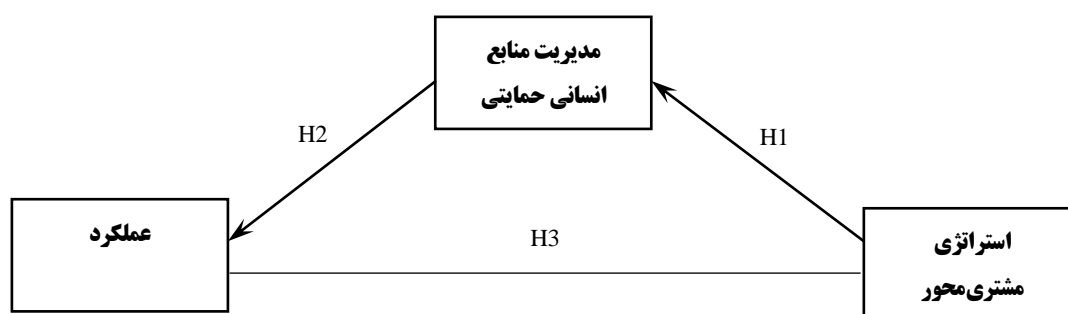 مدیریت منابع
انسانی حمایتی
H2
H1
عملکرد
H3
استراتژی
مشتری‌محور